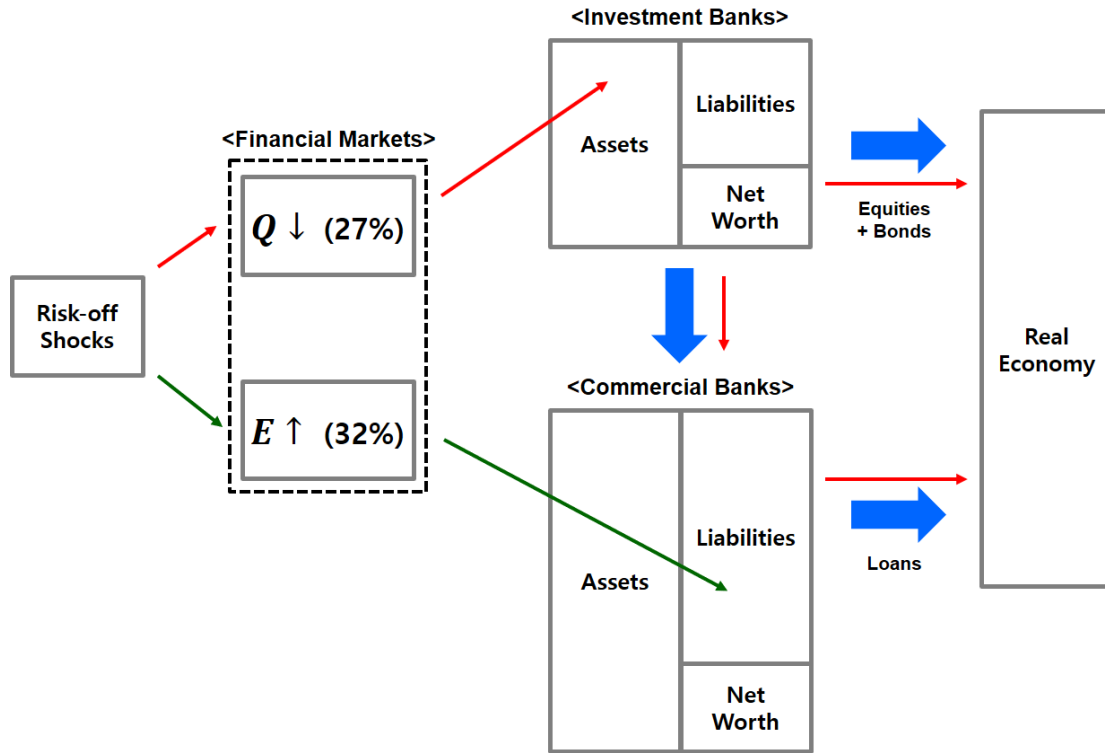 <Investment Banks>
Assets
Liabilities
Net
Worth
<Financial Markets>
Q ↓ (27%)
E ↑ (32%)
Risk-off
Shocks
Equities
+ Bonds
Real
Economy
<Commercial Banks>
Assets
Liabilities
Net
Worth
Loans